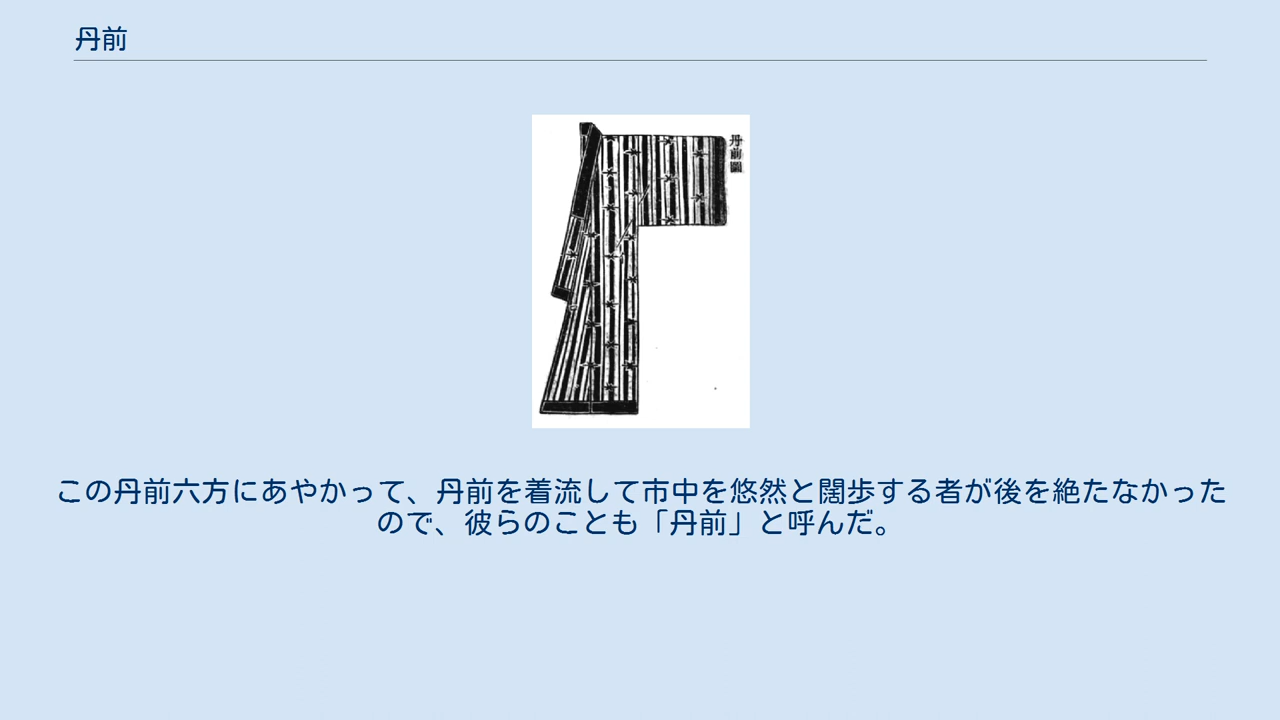 丹前
丹前圖
この丹前六方にあやかって、丹前を着流して市中を悠然と闊歩する者が後を絶たなかった
ので、彼らのことも「丹前」と呼んだ。